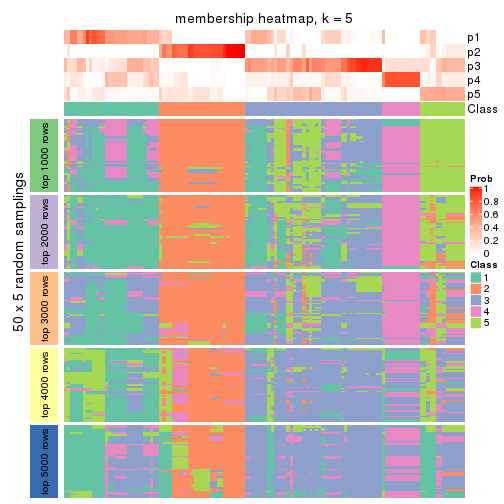 membership heatmap, k = 5
p1
p2
p3
p4
p5
Class
50 x 5 random samplings
top 1000 rows
top 2000 rows
top 3000 rows
top 4000 rows
top 5000 rows
Prob
1
0.8
0.6
0.4
0.2
0
Class
1
2
3
4
5